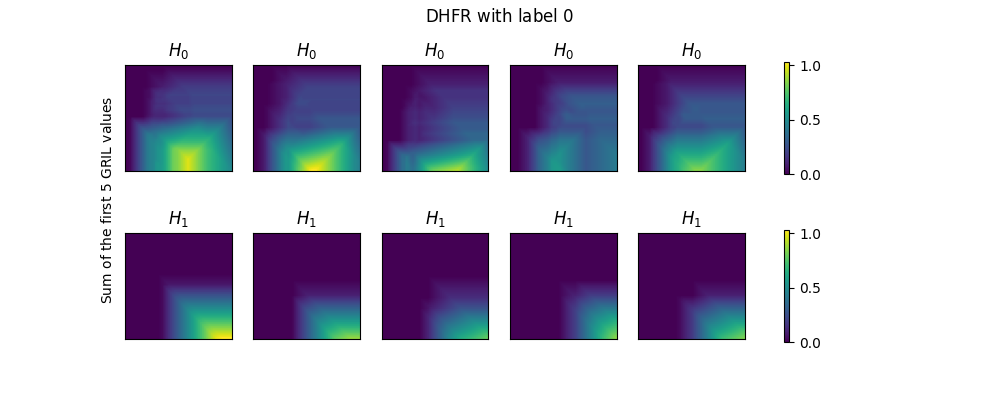 DHFR with label 0
H₀ H₀ H₀ H₀ H₀
1.0
0.5
0.0
Sum of the first 5 GRIL values
H₁ H₁ H₁ H₁ H₁
1.0
0.5
0.0